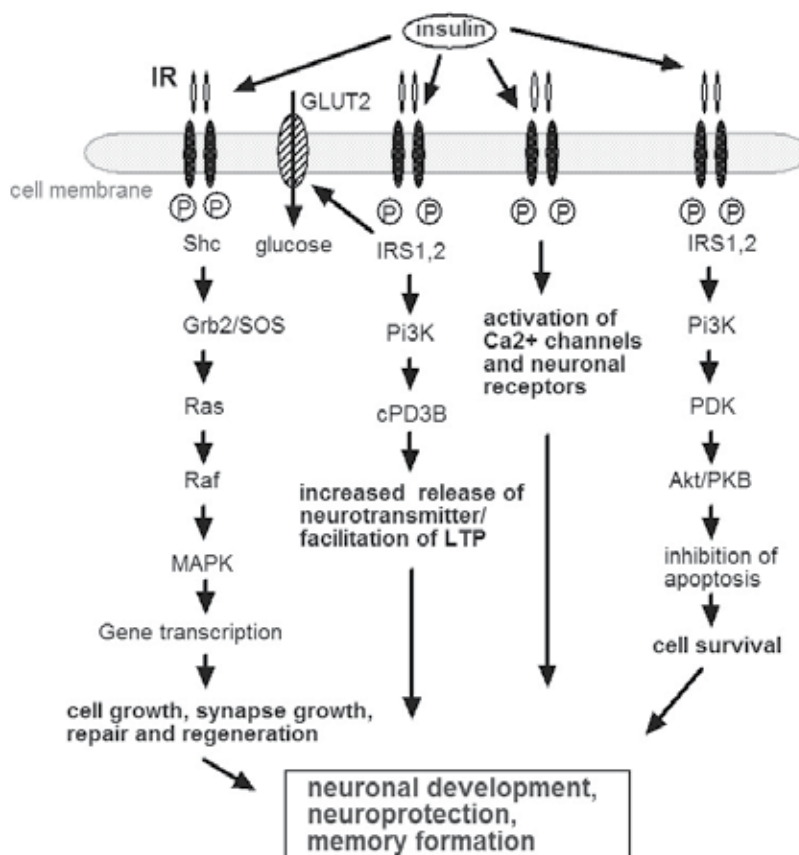 insulin
IR
GLUT2
cell membrane
P P
P P
P P
P P
Shc
glucose
IRS1,2
IRS1,2
Grb2/SOS
Ras
Raf
MAPK
Gene transcription
cell growth, synapse growth,
repair and regeneration
Pi3K
cPD3B
increased release of
neurotransmitter/
facilitation of LTP
activation of
Ca2+ channels
and neuronal
receptors
Pi3K
PDK
Akt/PKB
inhibition of
apoptosis
cell survival
neuronal development,
neuroprotection,
memory formation